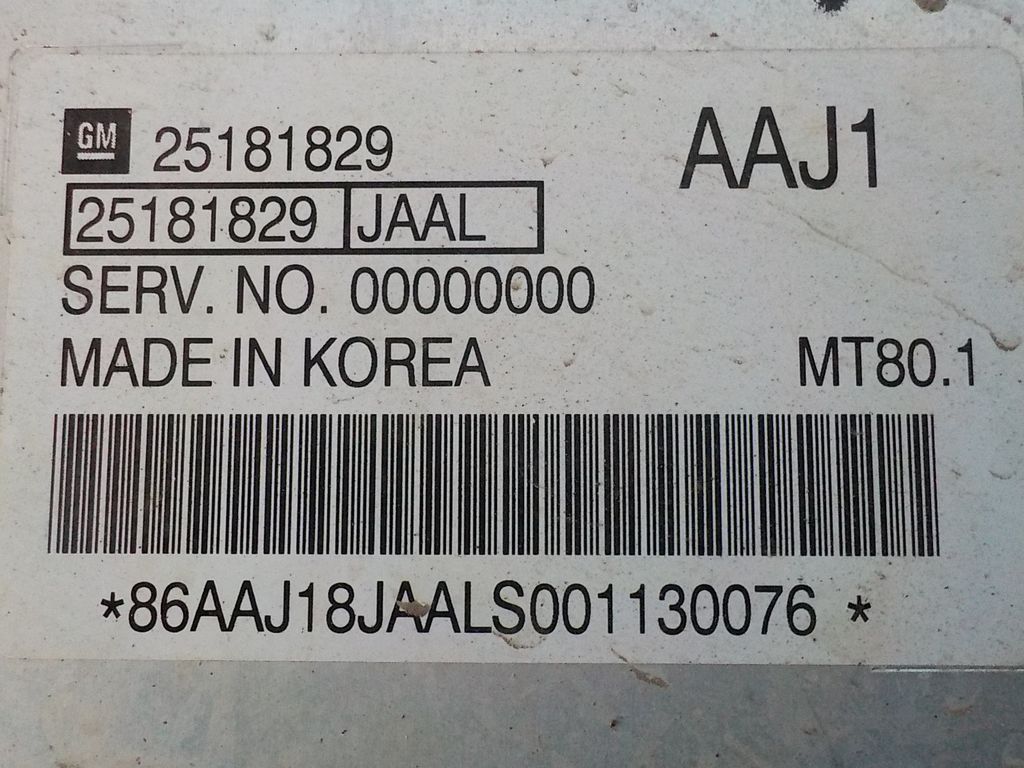 GM 25181829 AAJ1
25181829 JAAL
SERV. NO. 00000000
MADE IN KOREA MT80.1
*86AAJ18JAALS001130076 *